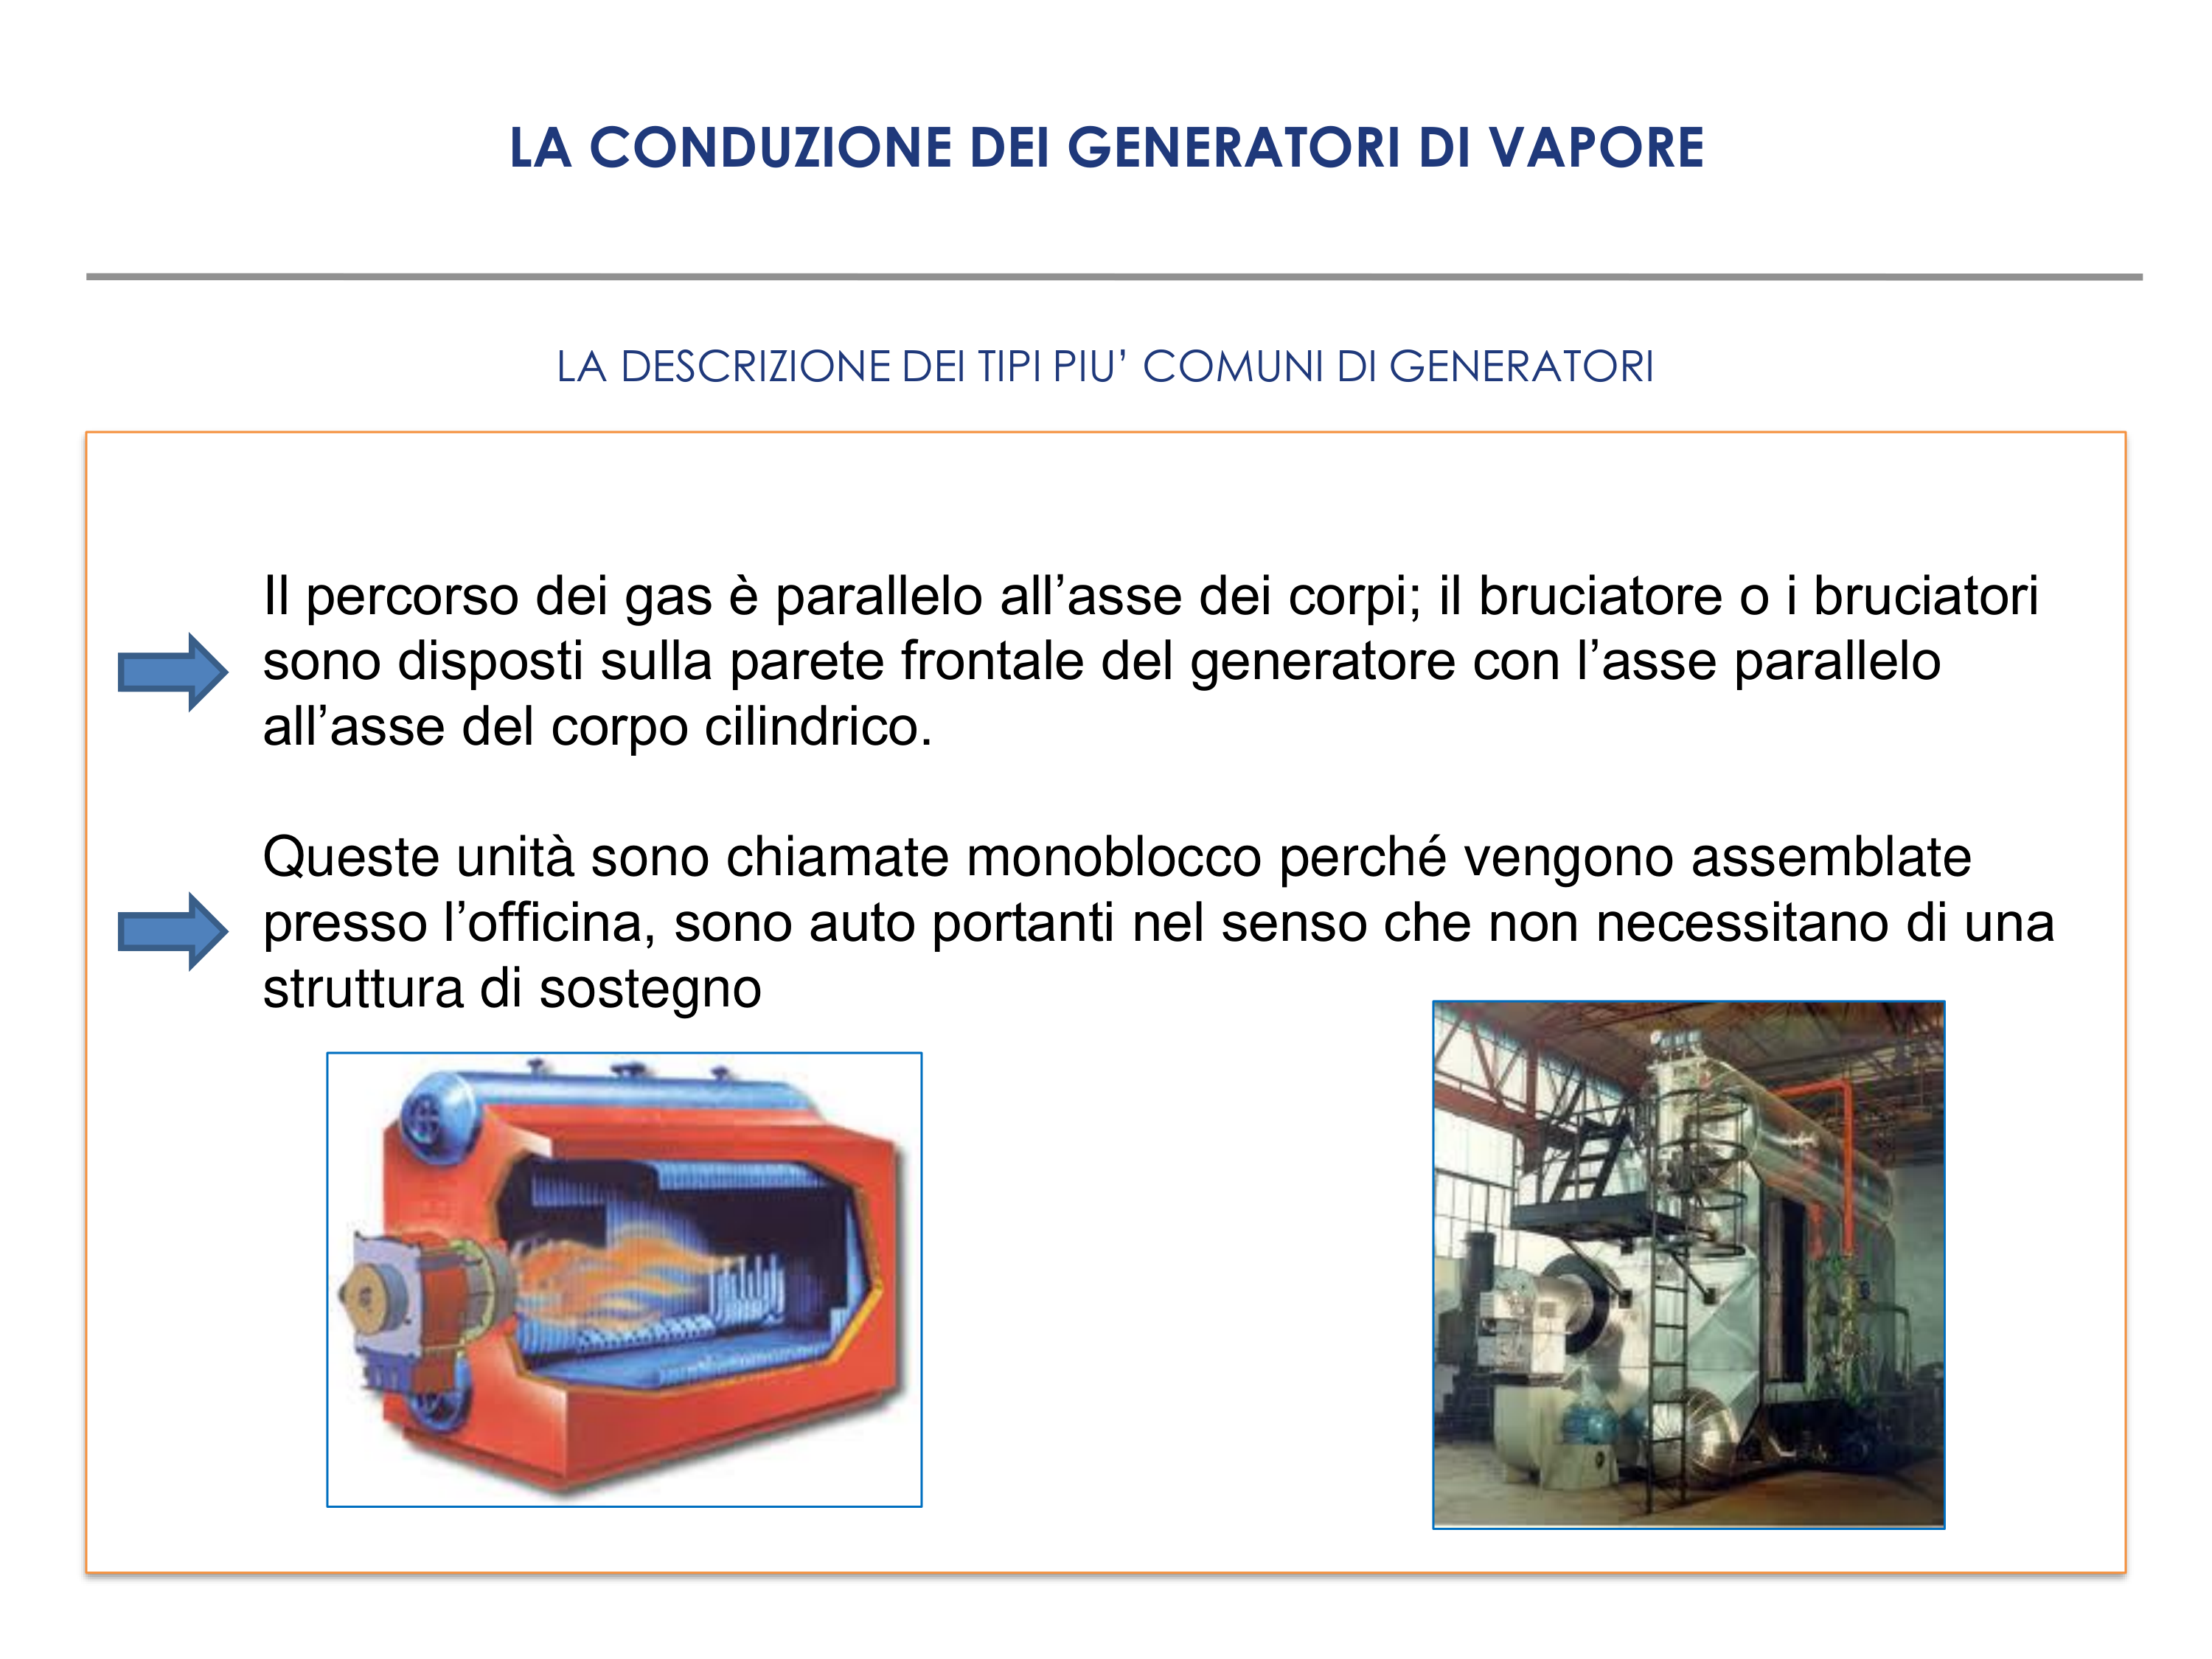 LA CONDUZIONE DEI GENERATORI DI VAPORE
LA DESCRIZIONE DEI TIPI PIU’ COMUNI DI GENERATORI
Il percorso dei gas è parallelo all’asse dei corpi; il bruciatore o i bruciatori
sono disposti sulla parete frontale del generatore con l’asse parallelo
all’asse del corpo cilindrico.
Queste unità sono chiamate monoblocco perché vengono assemblate
presso l’officina, sono auto portanti nel senso che non necessitano di una
struttura di sostegno